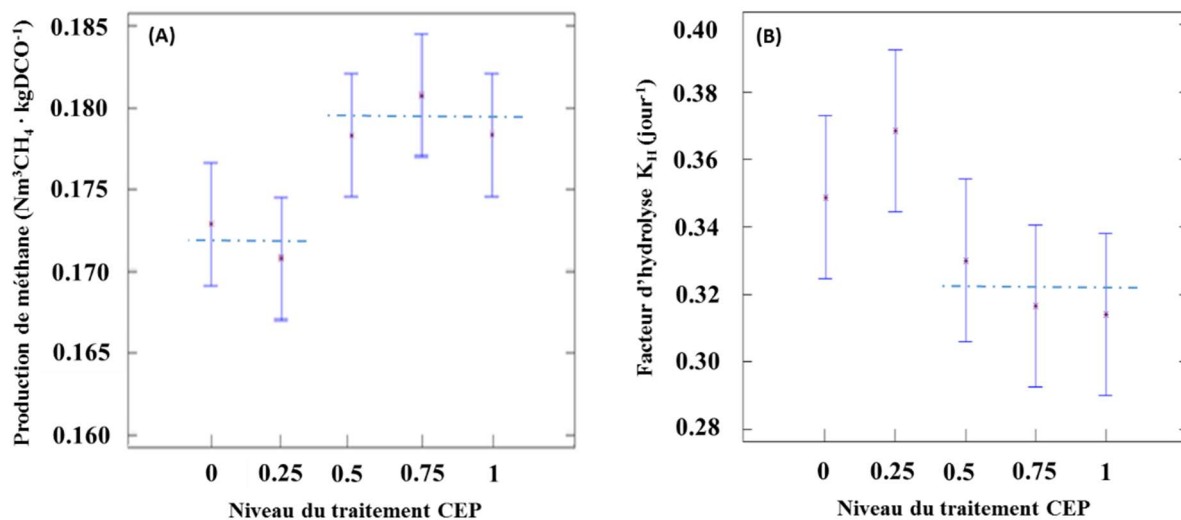 (A)
Production de méthane (Nm³CH₄ · kgDCO⁻¹)
0.185
0.180
0.175
0.170
0.165
0.160
0 0.25 0.5 0.75 1
Niveau du traitement CEP
(B)
Facteur d'hydrolyse K_H (jour⁻¹)
0.40
0.38
0.36
0.34
0.32
0.30
0.28
0 0.25 0.5 0.75 1
Niveau du traitement CEP